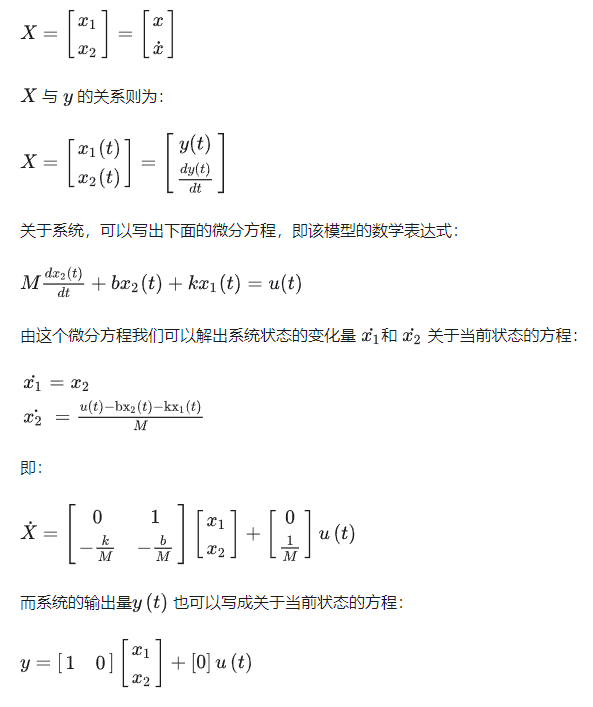 $X = \begin{bmatrix} x_1 \\ x_2 \end{bmatrix} = \begin{bmatrix} x \\ \dot{x} \end{bmatrix}$
$X$ 与 $y$ 的关系则为：
$X = \begin{bmatrix} x_1(t) \\ x_2(t) \end{bmatrix} = \begin{bmatrix} y(t) \\ \frac{dy(t)}{dt} \end{bmatrix}$
关于系统，可以写出下面的微分方程，即该模型的数学表达式：
$M\frac{dx_2(t)}{dt} + bx_2(t) + kx_1(t) = u(t)$
由这个微分方程我们可以解出系统状态的变化量 $\dot{x_1}$和 $\dot{x_2}$ 关于当前状态的方程：
$\dot{x_1} = x_2$
$\dot{x_2} = \frac{u(t)-\mathrm{bx}_2(t)-\mathrm{kx}_1(t)}{M}$
即：
$\dot{X} = \begin{bmatrix} 0 & 1 \\ -\frac{k}{M} & -\frac{b}{M} \end{bmatrix} \begin{bmatrix} x_1 \\ x_2 \end{bmatrix} + \begin{bmatrix} 0 \\ \frac{1}{M} \end{bmatrix} u(t)$
而系统的输出量$y(t)$ 也可以写成关于当前状态的方程：
$y = [1 \quad 0] \begin{bmatrix} x_1 \\ x_2 \end{bmatrix} + [0] u(t)$